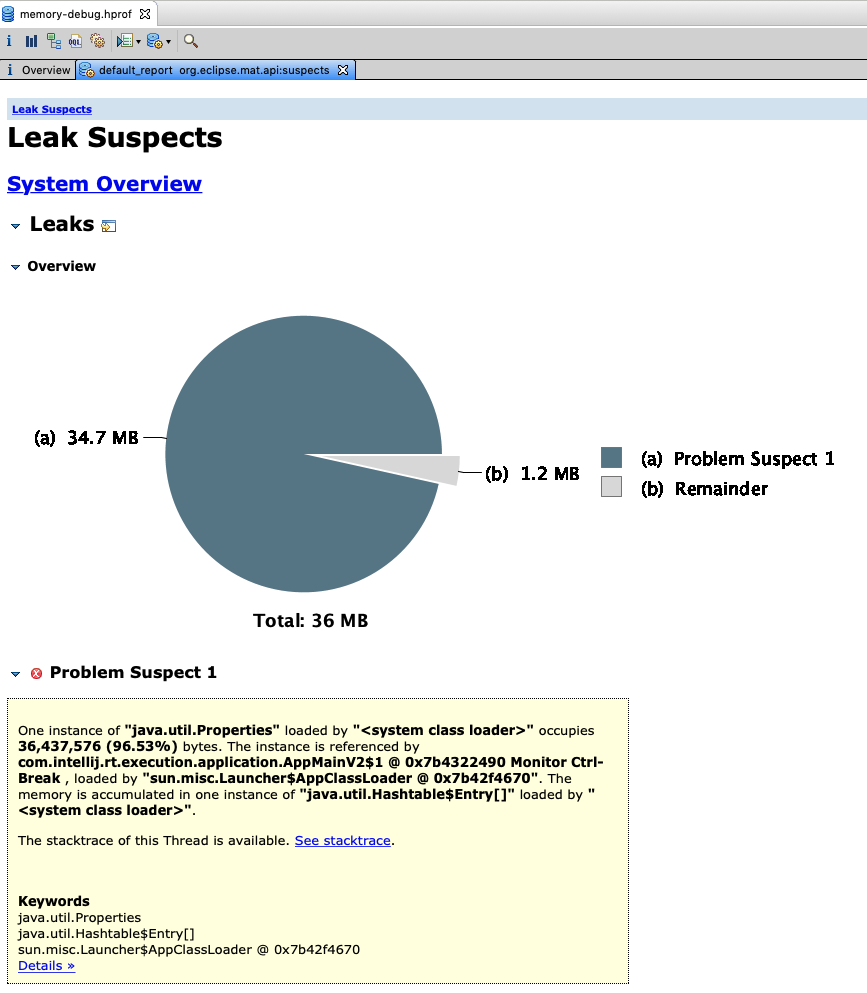 memory-debug.hprof
OQL
i Overview default_report org.eclipse.mat.api:suspects
Leak Suspects
Leak Suspects
System Overview
Leaks
Overview
(a) 34.7 MB
(b) 1.2 MB
(a) Problem Suspect 1
(b) Remainder
Total: 36 MB
Problem Suspect 1
One instance of "java.util.Properties" loaded by "<system class loader>" occupies
36,437,576 (96.53%) bytes. The instance is referenced by
com.intellij.rt.execution.application.AppMainV2$1 @ 0x7b4322490 Monitor Ctrl-
Break , loaded by "sun.misc.Launcher$AppClassLoader @ 0x7b42f4670". The
memory is accumulated in one instance of "java.util.Hashtable$Entry[]" loaded by "
<system class loader>".
The stacktrace of this Thread is available. See stacktrace.
Keywords
java.util.Properties
java.util.Hashtable$Entry[]
sun.misc.Launcher$AppClassLoader @ 0x7b42f4670
Details »